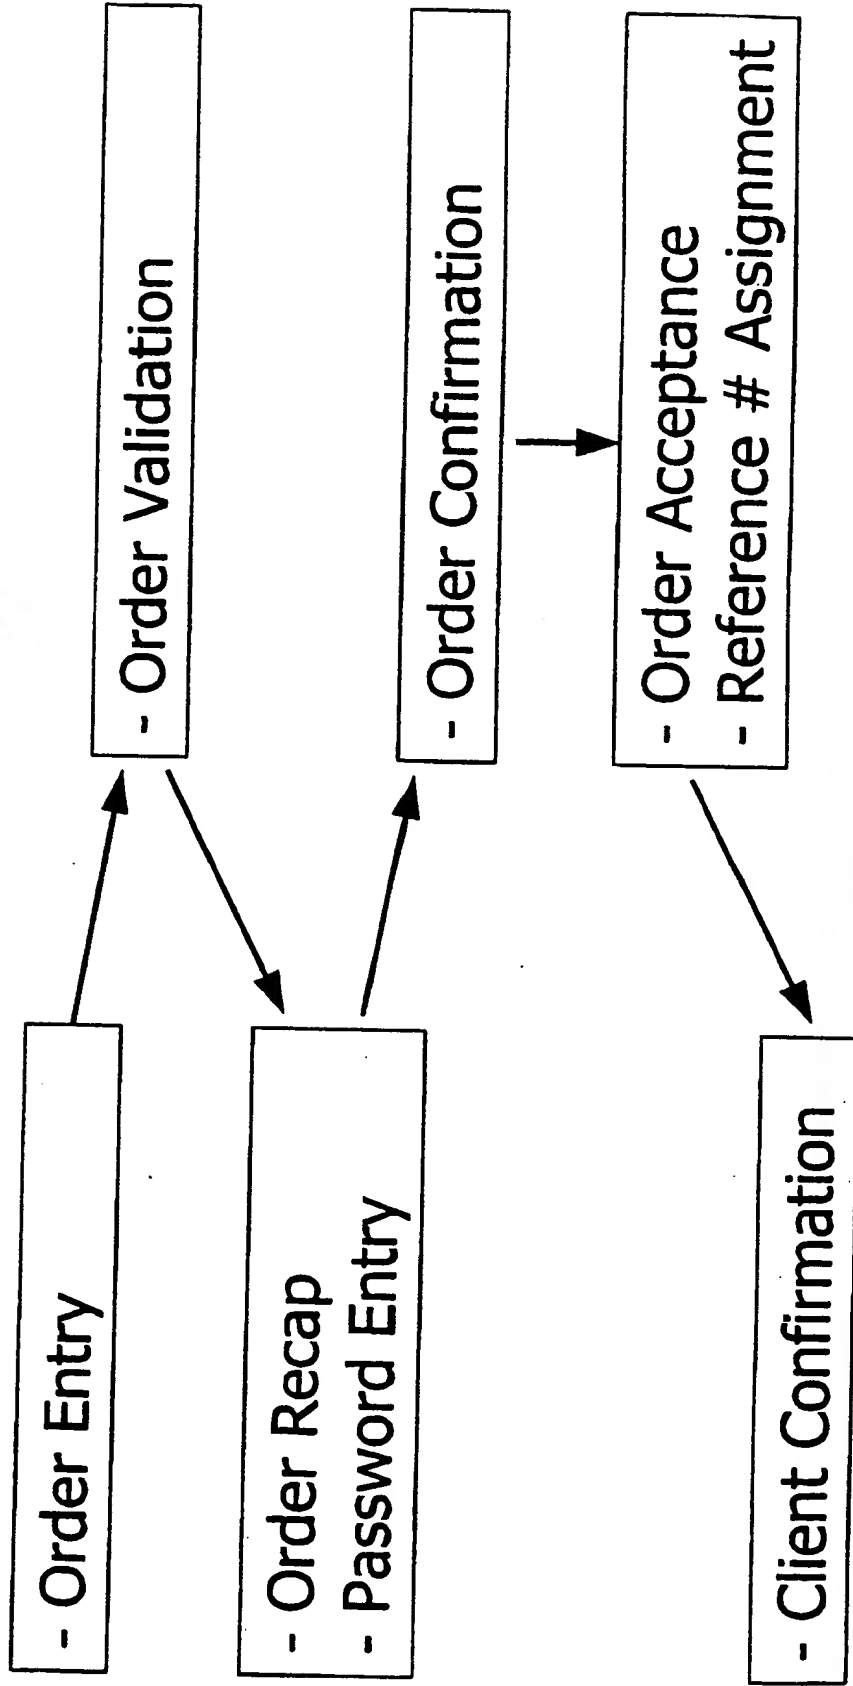 - Order Entry
- Order Validation
- Order Recap
- Password Entry
- Order Confirmation
- Order Acceptance
- Reference # Assignment
- Client Confirmation